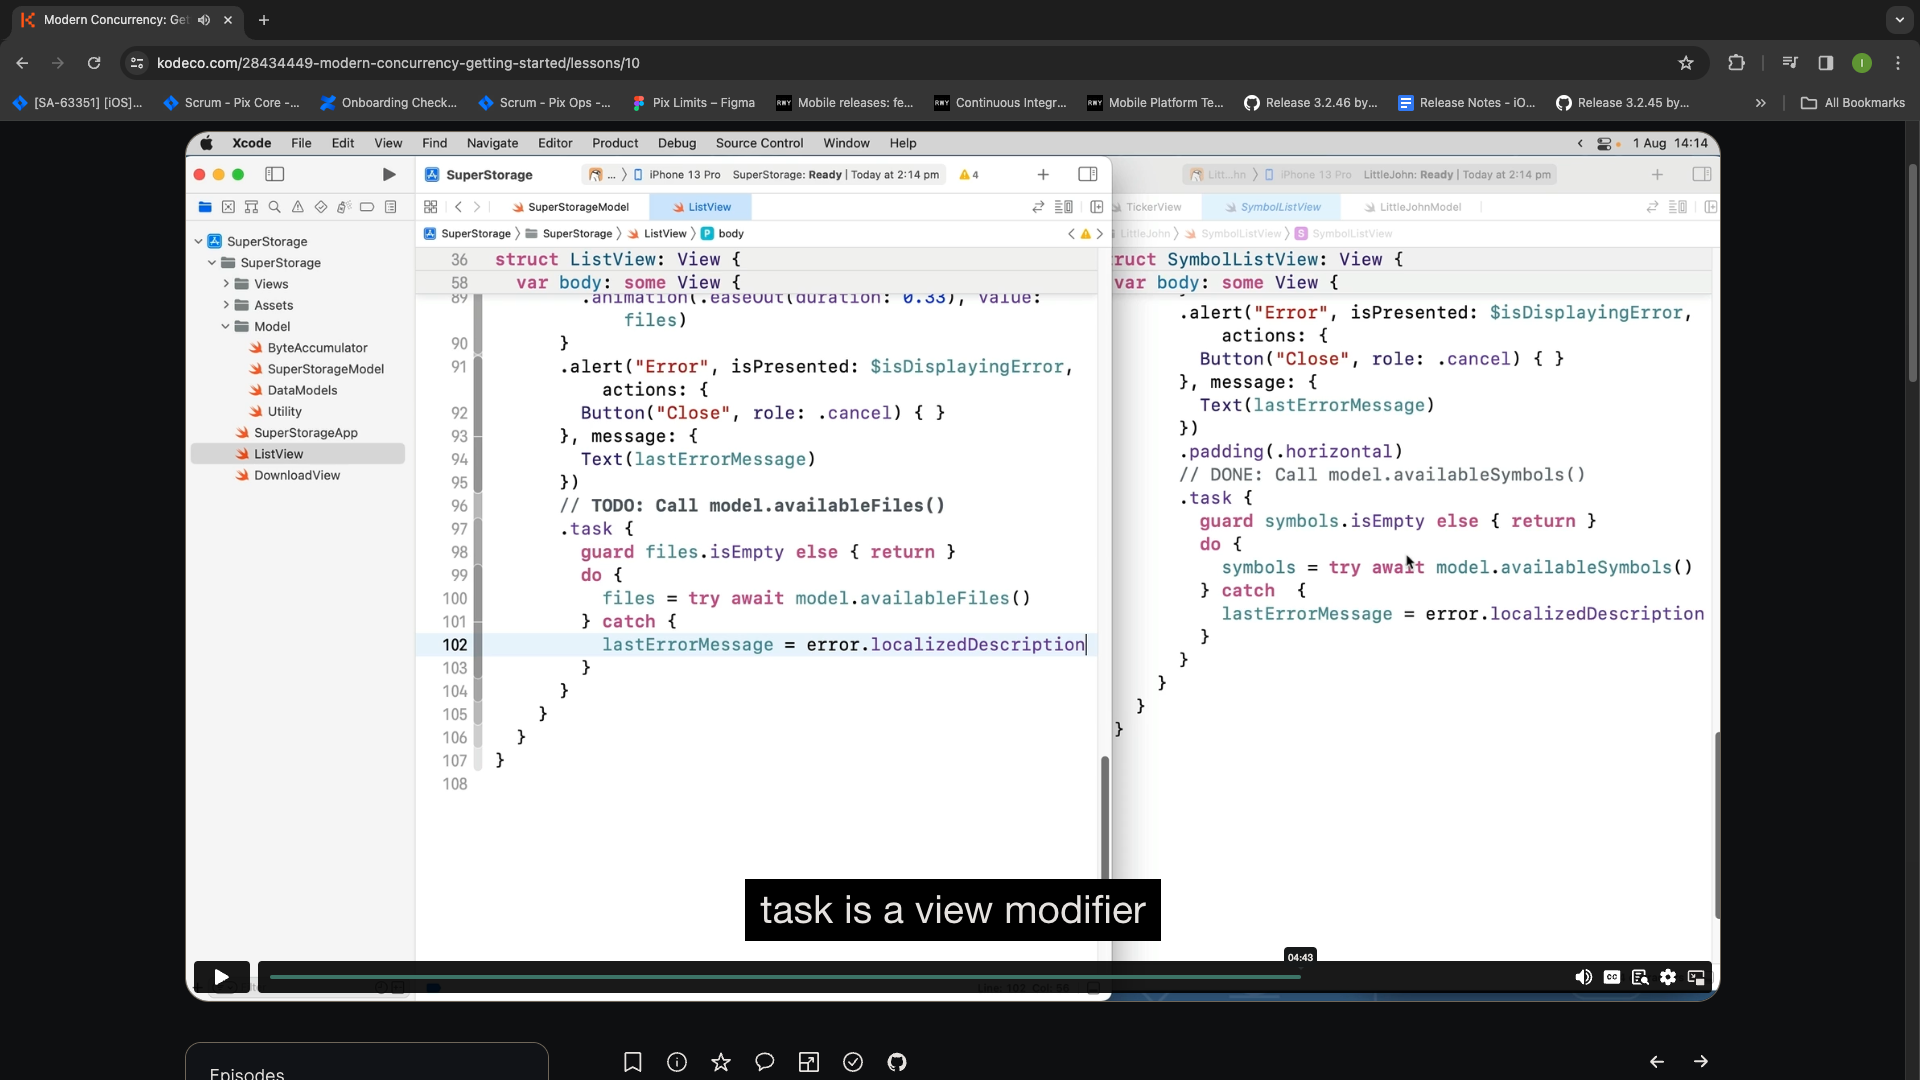 Modern Concurrency: Get
kodeco.com/28434449-modern-concurrency-getting-started/lessons/10
I
[SA-63351] [iOS]...
Scrum - Pix Core -...
Onboarding Check...
Scrum - Pix Ops -...
Pix Limits – Figma
RWY Mobile releases: fe...
RWY Continuous Integr...
RWY Mobile Platform Te...
Release 3.2.46 by...
Release Notes - iO...
Release 3.2.45 by...
All Bookmarks
Xcode File Edit View Find Navigate Editor Product Debug Source Control Window Help
1 Aug 14:14
SuperStorage
... iPhone 13 Pro SuperStorage: Ready | Today at 2:14 pm 4
Litt...hn iPhone 13 Pro LittleJohn: Ready | Today at 2:14 pm
SuperStorageModel ListView
TickerView SymbolListView LittleJohnModel
SuperStorage SuperStorage ListView P body
LittleJohn SymbolListView S SymbolListView
SuperStorage
SuperStorage
Views
Assets
Model
ByteAccumulator
SuperStorageModel
DataModels
Utility
SuperStorageApp
ListView
DownloadView
36 struct ListView: View {
58 var body: some View {
89 .animation(.easeOut(duration: 0.33), value:
files)
90 }
91 .alert("Error", isPresented: $isDisplayingError,
actions: {
92 Button("Close", role: .cancel) { }
93 }, message: {
94 Text(lastErrorMessage)
95 })
96 // TODO: Call model.availableFiles()
97 .task {
98 guard files.isEmpty else { return }
99 do {
100 files = try await model.availableFiles()
101 } catch {
102 lastErrorMessage = error.localizedDescription
103 }
104 }
105 }
106 }
107 }
108
ruct SymbolListView: View {
var body: some View {
.alert("Error", isPresented: $isDisplayingError,
actions: {
Button("Close", role: .cancel) { }
}, message: {
Text(lastErrorMessage)
})
.padding(.horizontal)
// DONE: Call model.availableSymbols()
.task {
guard symbols.isEmpty else { return }
do {
symbols = try await model.availableSymbols()
} catch {
lastErrorMessage = error.localizedDescription
}
}
}
}
}
task is a view modifier
04:43
CC
Episodes